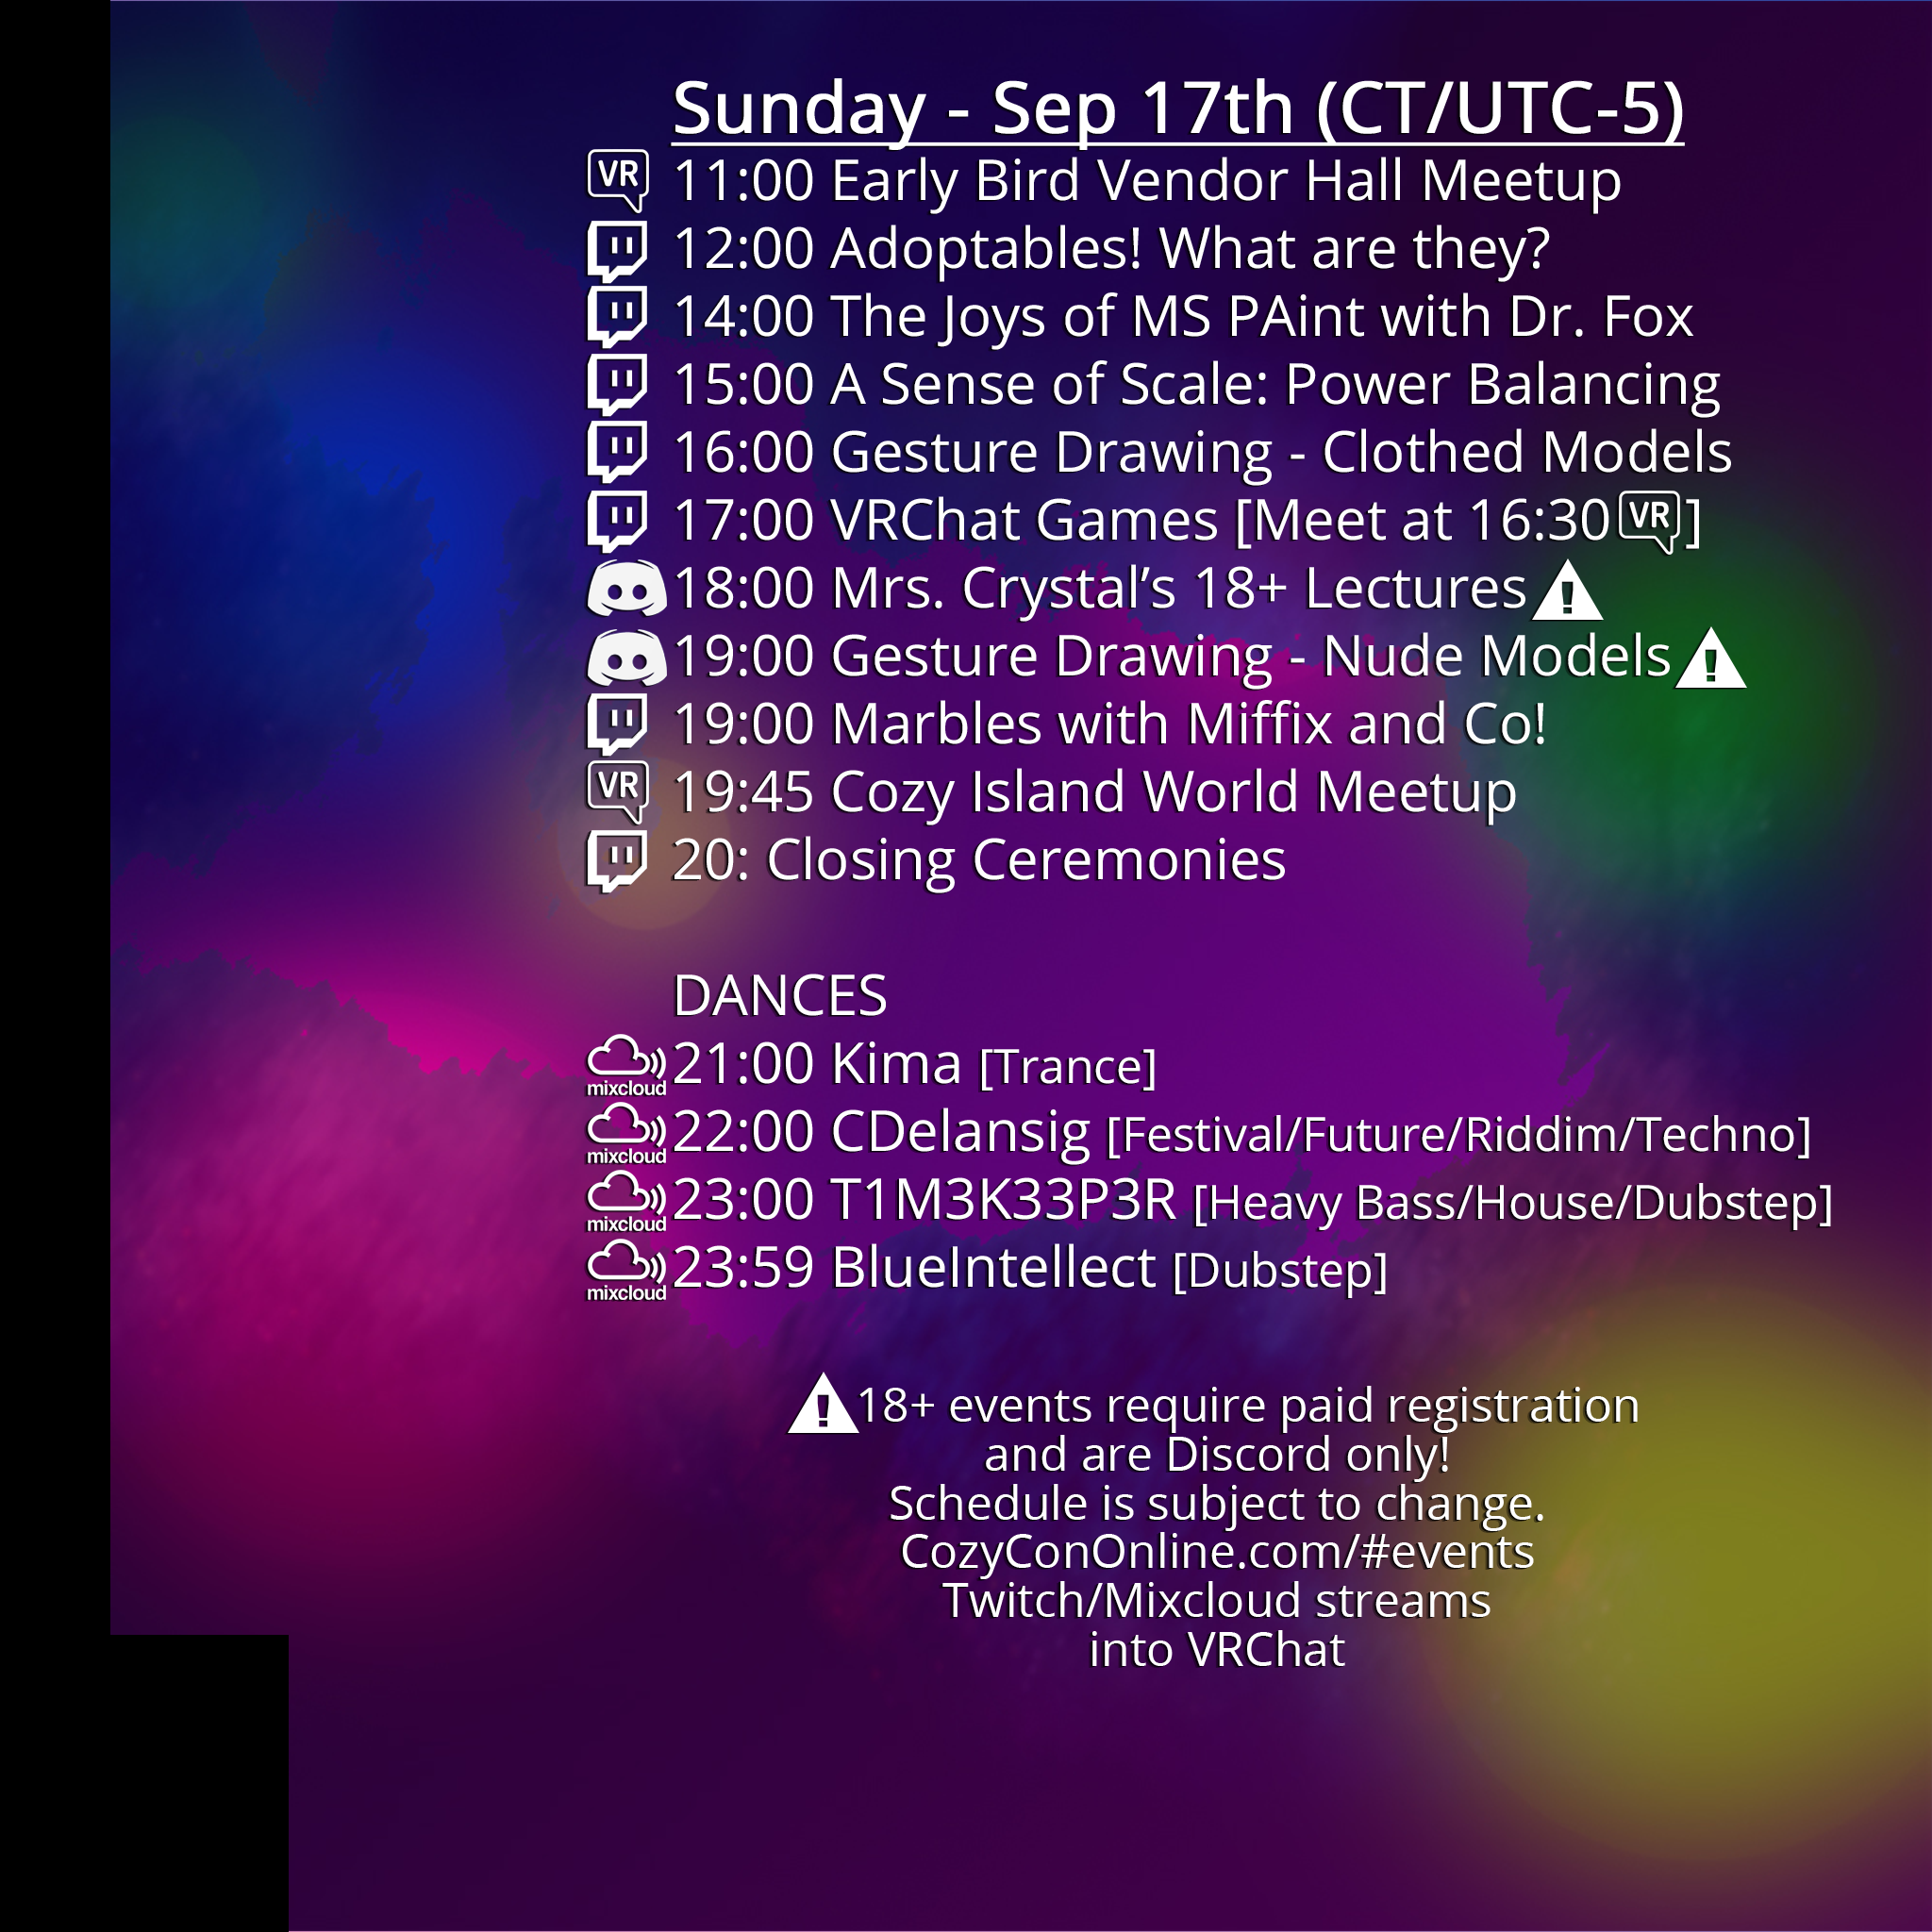 Sunday - Sep 17th (CT/UTC-5)
VR 11:00 Early Bird Vendor Hall Meetup
12:00 Adoptables! What are they?
14:00 The Joys of MS PAint with Dr. Fox
15:00 A Sense of Scale: Power Balancing
16:00 Gesture Drawing - Clothed Models
17:00 VRChat Games [Meet at 16:30 VR]
18:00 Mrs. Crystal’s 18+ Lectures
19:00 Gesture Drawing - Nude Models
19:00 Marbles with Miffix and Co!
VR 19:45 Cozy Island World Meetup
20: Closing Ceremonies
DANCES
mixcloud 21:00 Kima [Trance]
mixcloud 22:00 CDelansig [Festival/Future/Riddim/Techno]
mixcloud 23:00 T1M3K33P3R [Heavy Bass/House/Dubstep]
mixcloud 23:59 BlueIntellect [Dubstep]
18+ events require paid registration
and are Discord only!
Schedule is subject to change.
CozyConOnline.com/#events
Twitch/Mixcloud streams
into VRChat